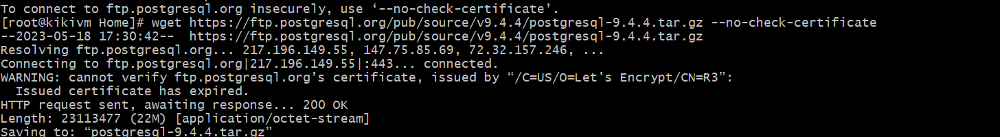 To connect to ftp.postgresql.org insecurely, use ‘--no-check-certificate’.
[root@kikivm Home]# wget https://ftp.postgresql.org/pub/source/v9.4.4/postgresql-9.4.4.tar.gz --no-check-certificate
--2023-05-18 17:30:42--  https://ftp.postgresql.org/pub/source/v9.4.4/postgresql-9.4.4.tar.gz
Resolving ftp.postgresql.org... 217.196.149.55, 147.75.85.69, 72.32.157.246, ...
Connecting to ftp.postgresql.org|217.196.149.55|:443... connected.
WARNING: cannot verify ftp.postgresql.org’s certificate, issued by “/C=US/O=Let's Encrypt/CN=R3”:
  Issued certificate has expired.
HTTP request sent, awaiting response... 200 OK
Length: 23113477 (22M) [application/octet-stream]
Saving to: “postgresql-9.4.4.tar.gz”